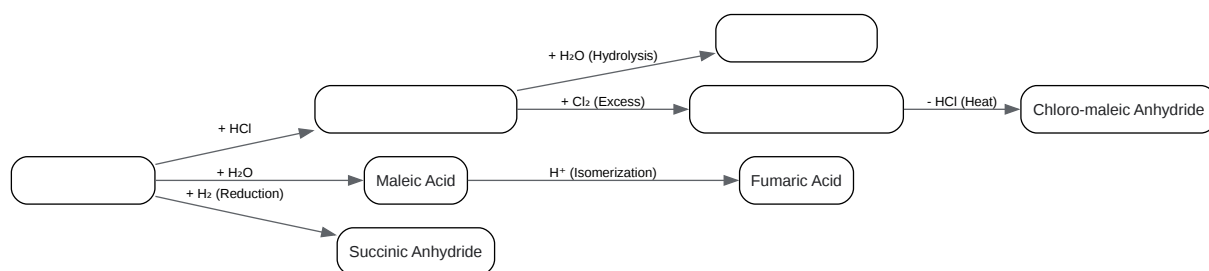 + H₂O (Hydrolysis)
+ Cl₂ (Excess)
- HCl (Heat)
Chloro-maleic Anhydride
+ HCl
+ H₂O
Maleic Acid
H⁺ (Isomerization)
Fumaric Acid
+ H₂ (Reduction)
Succinic Anhydride